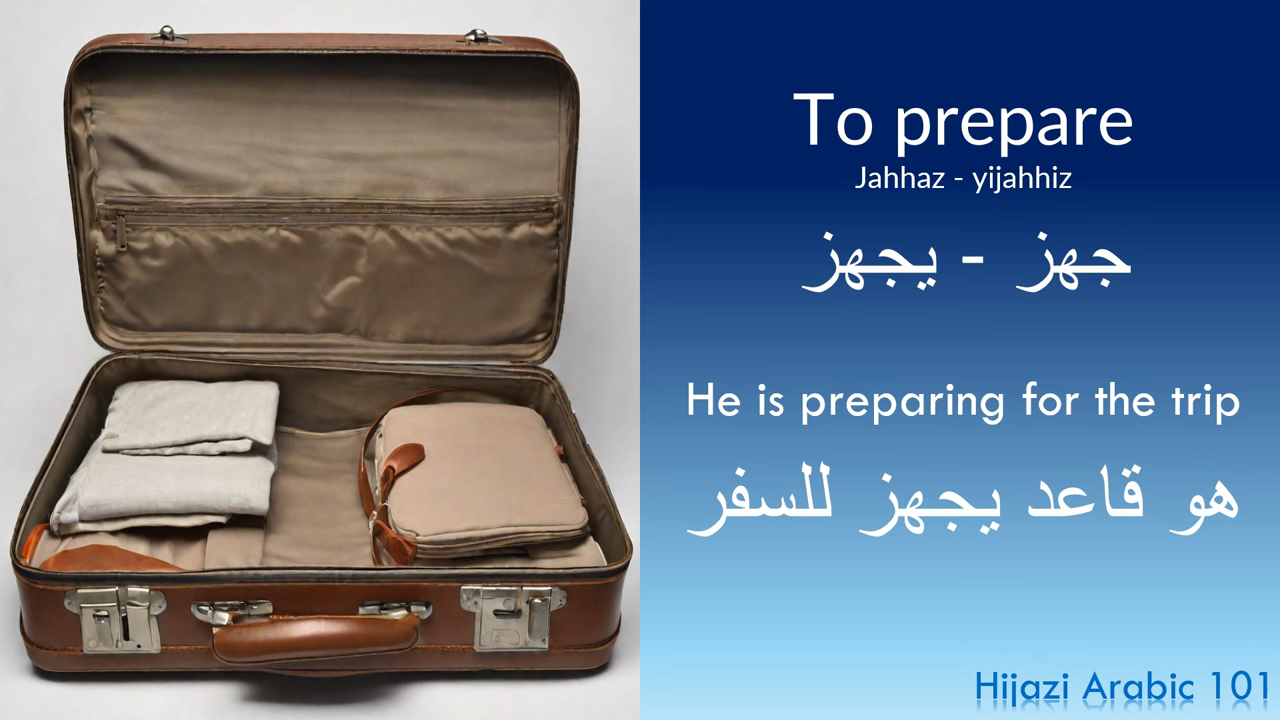 To prepare
Jahhaz - yijahhiz
جهز - يجهز
He is preparing for the trip
هو قاعد يجهز للسفر
Hijazi Arabic 101